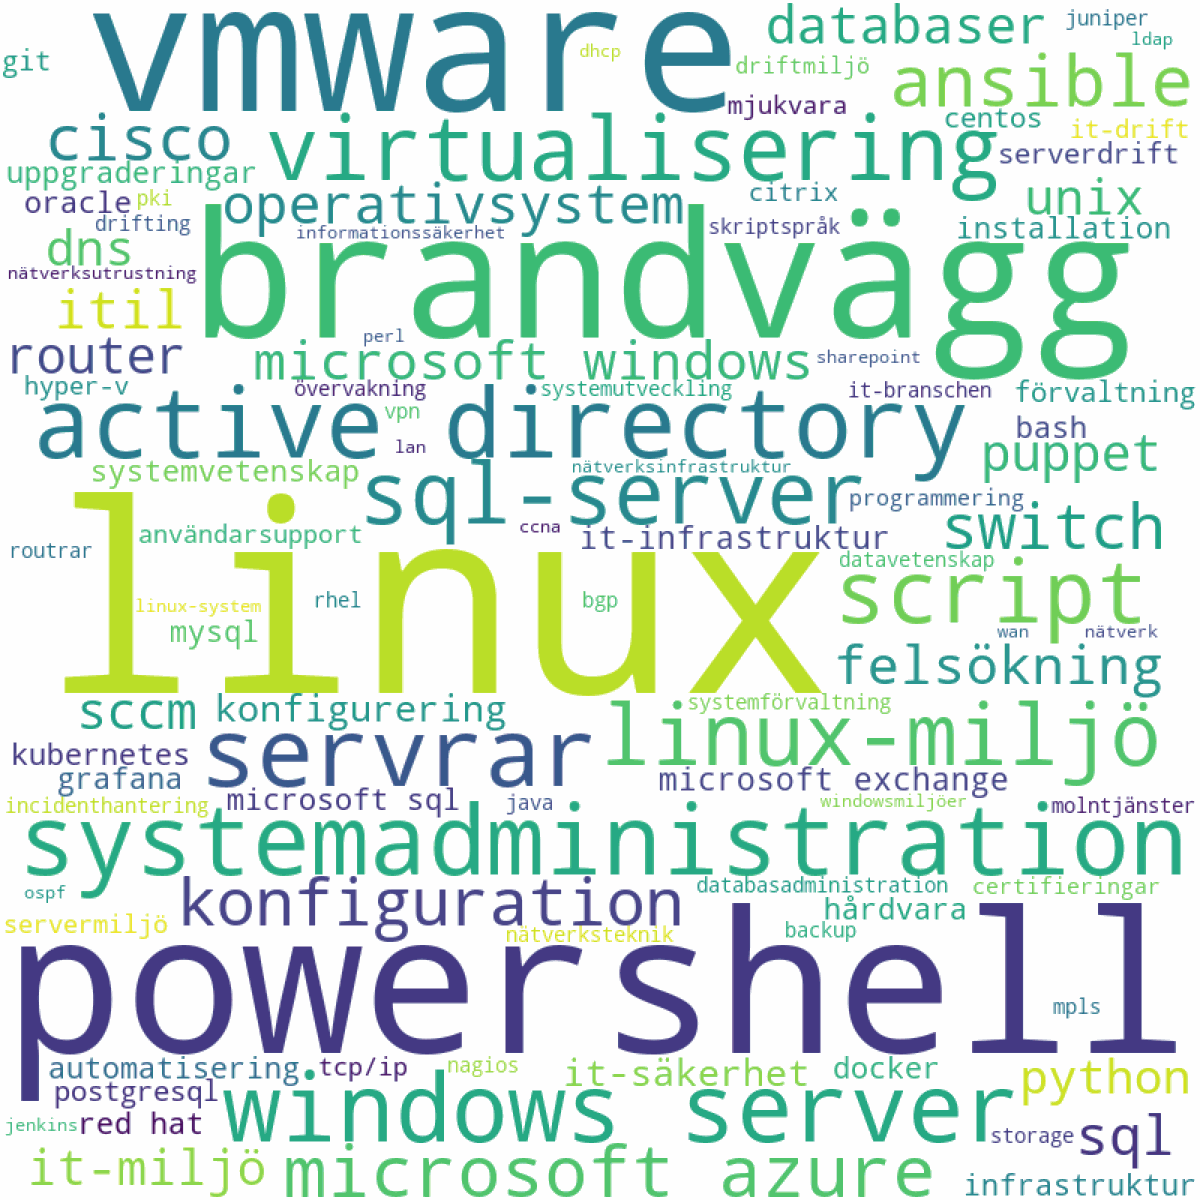 vmware
databaser
juniper
ldap
git
dhcp
driftmiljö
ansible
mjukvara
cisco
virtualisering
centos
it-drift
serverdrift
uppgraderingar
oracle
pki
operativsystem
citrix
unix
drifting
informationssäkerhet
skriptspråk
installation
dns
brandvägg
nätverksutrustning
itil
router
perl
microsoft windows
sharepoint
hyper-v
övervakning
systemutveckling
it-branschen
förvaltning
active directory
vpn
lan
bash
puppet
systemvetenskap
sql-server
nätverksinfrastruktur
programmering
linux
användarsupport
ccna
it-infrastruktur
switch
routrar
datavetenskap
script
linux-system
rhel
bgp
mysql
wan
nätverk
felsökning
sccm
konfigurering
systemförvaltning
linux-miljö
kubernetes
servrar
grafana
microsoft exchange
incidenthantering
microsoft sql
java
windowsmiljöer
molntjänster
systemadministration
ospf
konfiguration
databasadministration
certifieringar
hårdvara
servermiljö
nätverksteknik
backup
powershell
mpls
automatisering
tcp/ip
nagios
it-säkerhet
docker
python
postgresql
windows server
jenkins
red hat
storage
sql
it-miljö
microsoft azure
infrastruktur